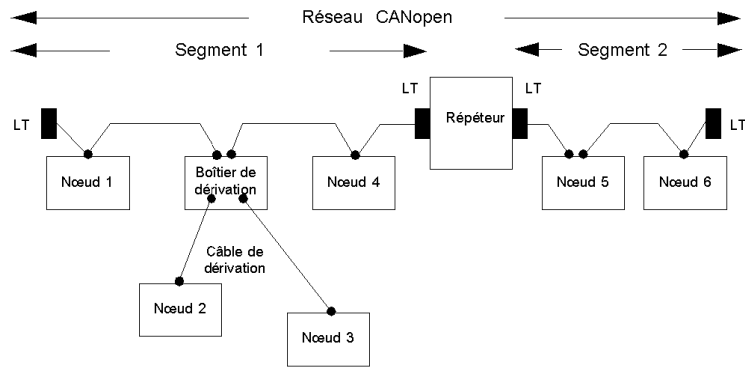 Réseau CANopen
Segment 1
Segment 2
LT
LT
LT
LT
Répéteur
Nœud 1
Boîtier de
dérivation
Nœud 4
Nœud 5
Nœud 6
Câble de
dérivation
Nœud 2
Nœud 3